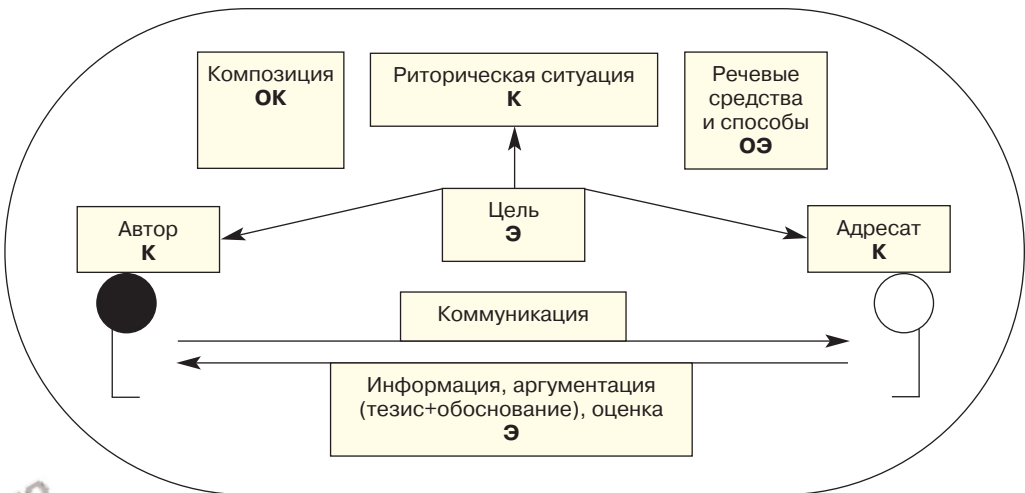 Композиция
ОК
Риторическая ситуация
К
Речевые
средства
и способы
ОЭ
Цель
Э
Автор
К
Адресат
К
Коммуникация
Информация, аргументация
(тезис+обоснование), оценка
Э